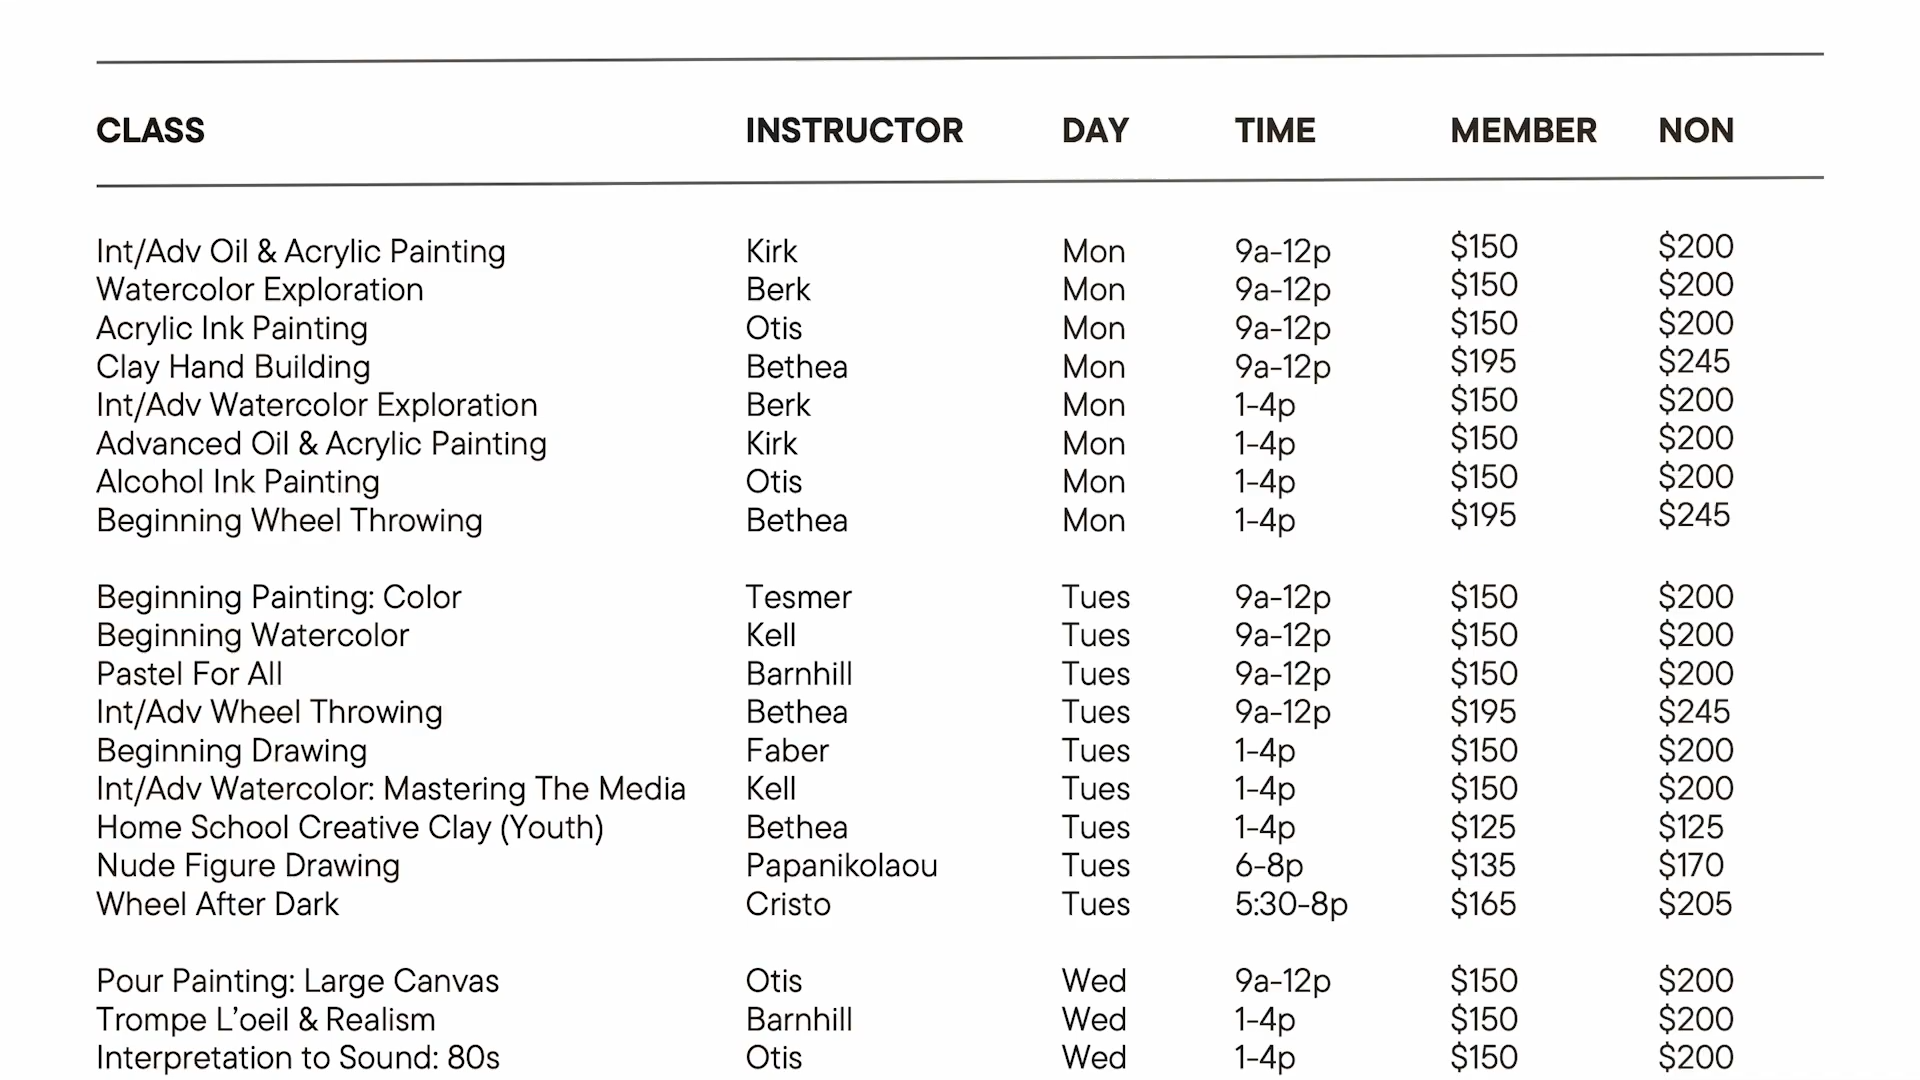 CLASS INSTRUCTOR DAY TIME MEMBER NON
Int/Adv Oil & Acrylic Painting Kirk Mon 9a-12p $150 $200
Watercolor Exploration Berk Mon 9a-12p $150 $200
Acrylic Ink Painting Otis Mon 9a-12p $150 $200
Clay Hand Building Bethea Mon 9a-12p $195 $245
Int/Adv Watercolor Exploration Berk Mon 1-4p $150 $200
Advanced Oil & Acrylic Painting Kirk Mon 1-4p $150 $200
Alcohol Ink Painting Otis Mon 1-4p $150 $200
Beginning Wheel Throwing Bethea Mon 1-4p $195 $245
Beginning Painting: Color Tesmer Tues 9a-12p $150 $200
Beginning Watercolor Kell Tues 9a-12p $150 $200
Pastel For All Barnhill Tues 9a-12p $150 $200
Int/Adv Wheel Throwing Bethea Tues 9a-12p $195 $245
Beginning Drawing Faber Tues 1-4p $150 $200
Int/Adv Watercolor: Mastering The Media Kell Tues 1-4p $150 $200
Home School Creative Clay (Youth) Bethea Tues 1-4p $125 $125
Nude Figure Drawing Papanikolaou Tues 6-8p $135 $170
Wheel After Dark Cristo Tues 5:30-8p $165 $205
Pour Painting: Large Canvas Otis Wed 9a-12p $150 $200
Trompe L’oeil & Realism Barnhill Wed 1-4p $150 $200
Interpretation to Sound: 80s Otis Wed 1-4p $150 $200